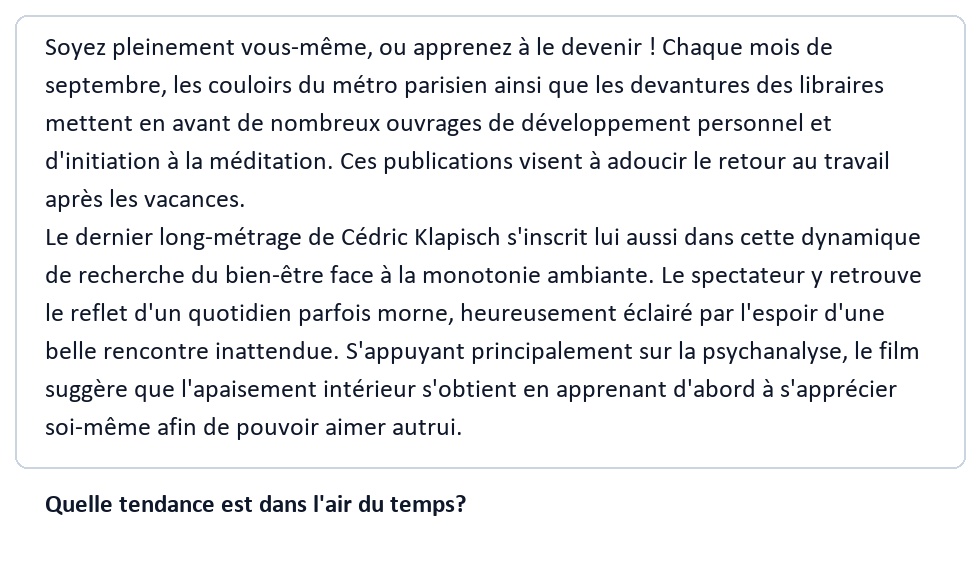 Soyez pleinement vous-même, ou apprenez à le devenir ! Chaque mois de
septembre, les couloirs du métro parisien ainsi que les devantures des libraires
mettent en avant de nombreux ouvrages de développement personnel et
d'initiation à la méditation. Ces publications visent à adoucir le retour au travail
après les vacances.
Le dernier long-métrage de Cédric Klapisch s'inscrit lui aussi dans cette dynamique
de recherche du bien-être face à la monotonie ambiante. Le spectateur y retrouve
le reflet d'un quotidien parfois morne, heureusement éclairé par l'espoir d'une
belle rencontre inattendue. S'appuyant principalement sur la psychanalyse, le film
suggère que l'apaisement intérieur s'obtient en apprenant d'abord à s'apprécier
soi-même afin de pouvoir aimer autrui.
Quelle tendance est dans l'air du temps?